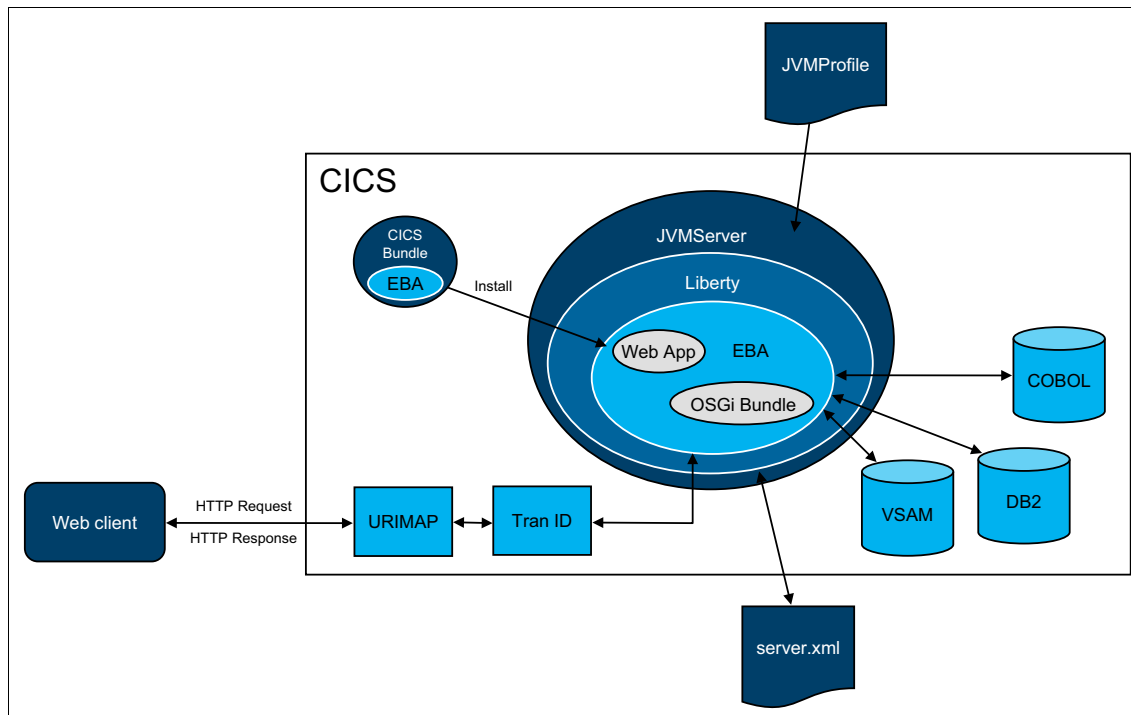 JVMProfile
CICS
CICS
Bundle
EBA
Install
JVMServer
Liberty
Web App
EBA
OSGi Bundle
COBOL
DB2
VSAM
Web client
HTTP Request
HTTP Response
URIMAP
Tran ID
server.xml